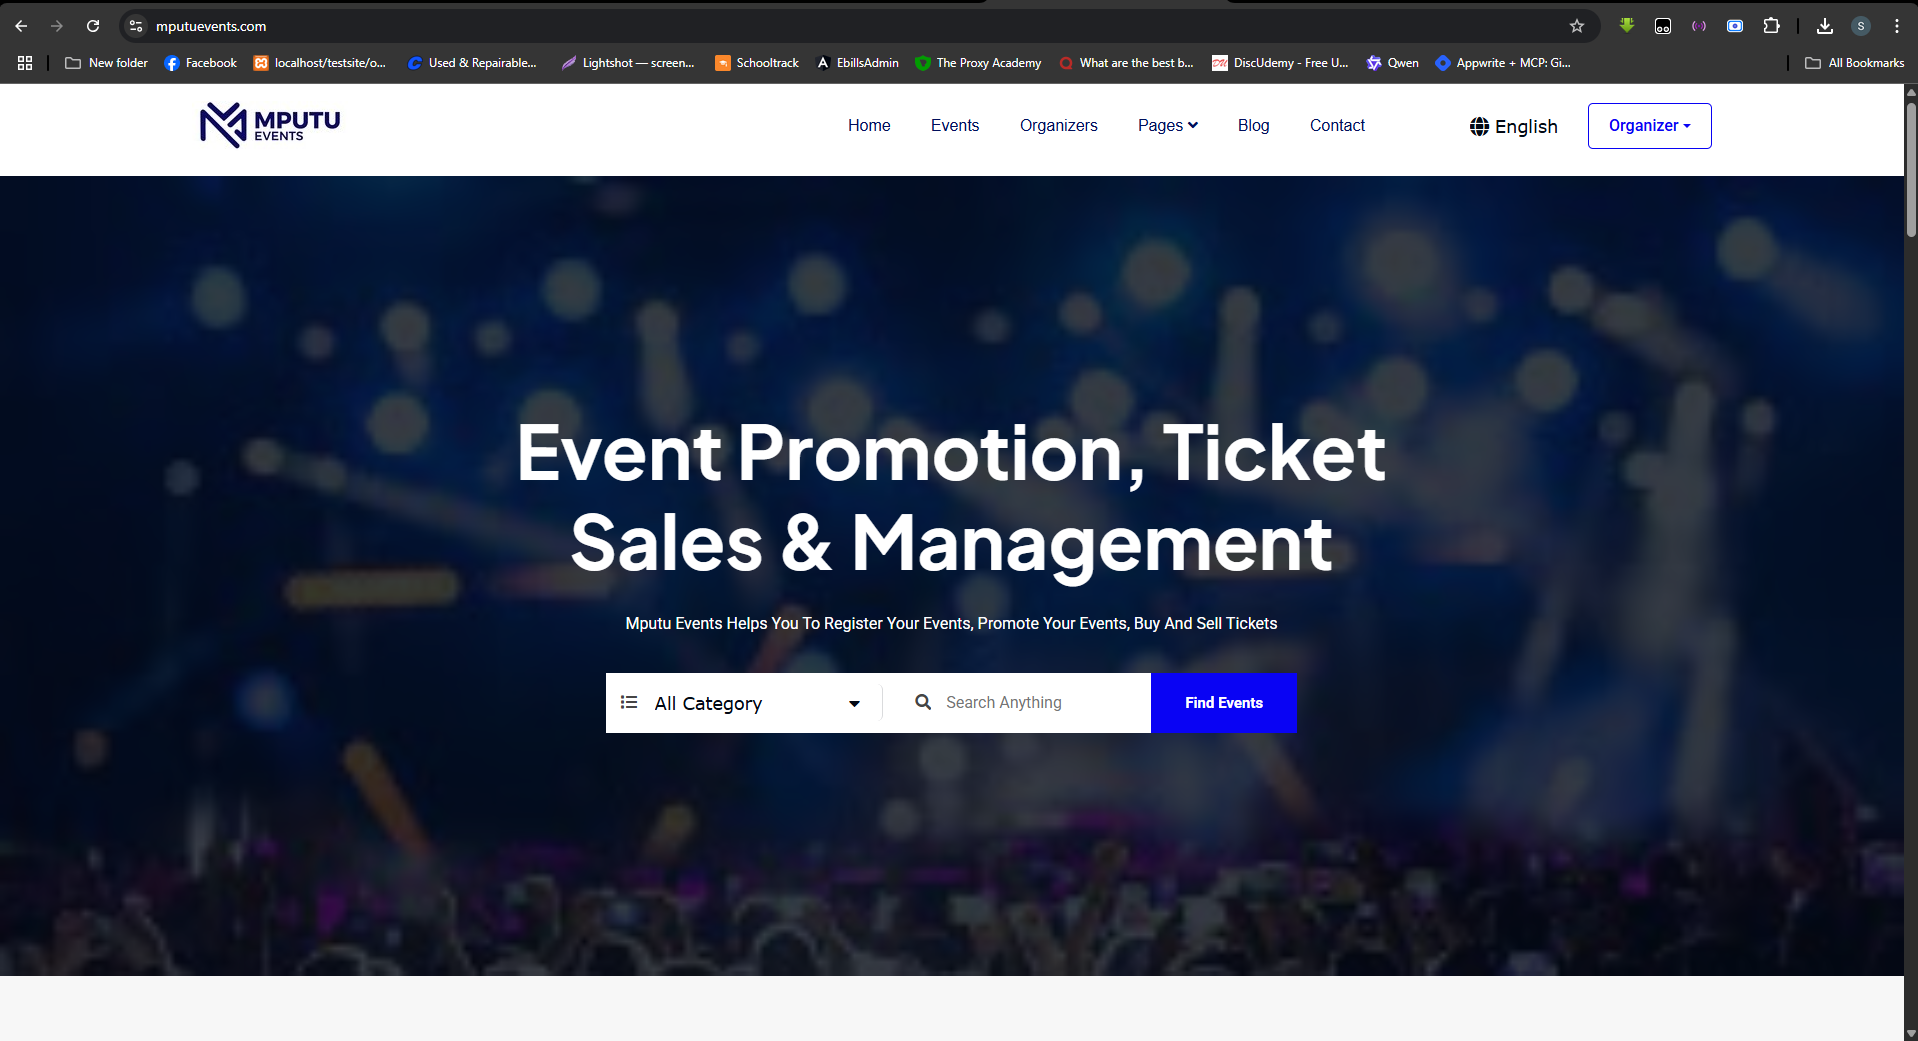 mputuevents.com
S
New folder
Facebook
localhost/testsite/o...
Used & Repairable...
Lightshot — screen...
Schooltrack
EbillsAdmin
The Proxy Academy
What are the best b...
DiscUdemy - Free U...
Qwen
Appwrite + MCP: Gi...
All Bookmarks
MPUTU
EVENTS
Home
Events
Organizers
Pages
Blog
Contact
English
Organizer
Event Promotion, Ticket
Sales & Management
Mputu Events Helps You To Register Your Events, Promote Your Events, Buy And Sell Tickets
All Category
Search Anything
Find Events